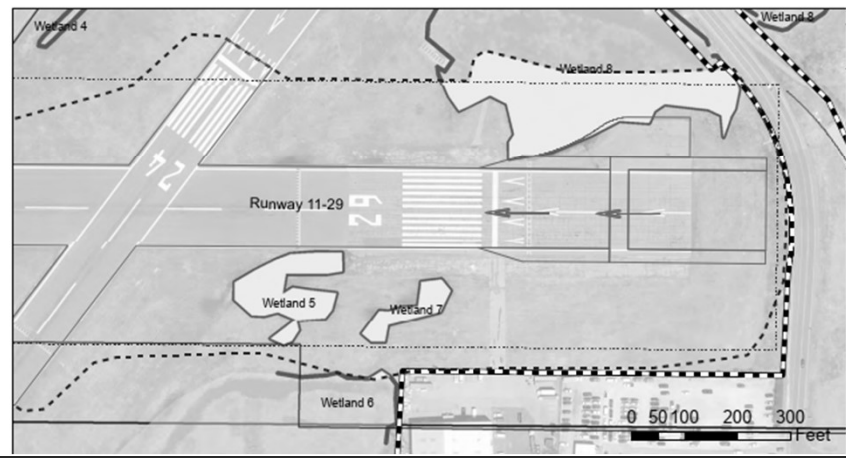 Wetland 4
Wetland 8
Wetland 8
24
Runway 11-29
29
Wetland 5
Wetland 7
Wetland 6
0 50 100 200 300
Feet